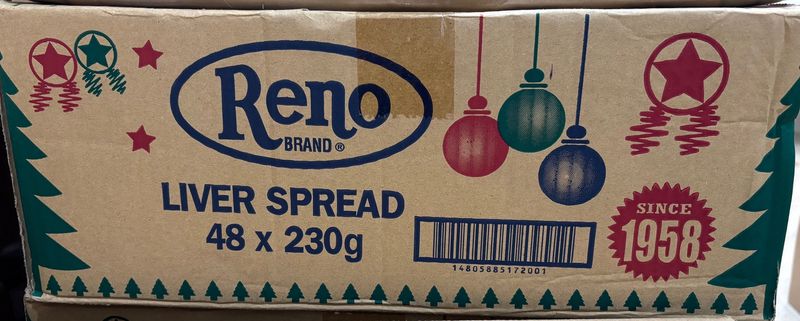 Reno
BRAND ®
LIVER SPREAD
48 x 230g
14805885172001
SINCE
1958